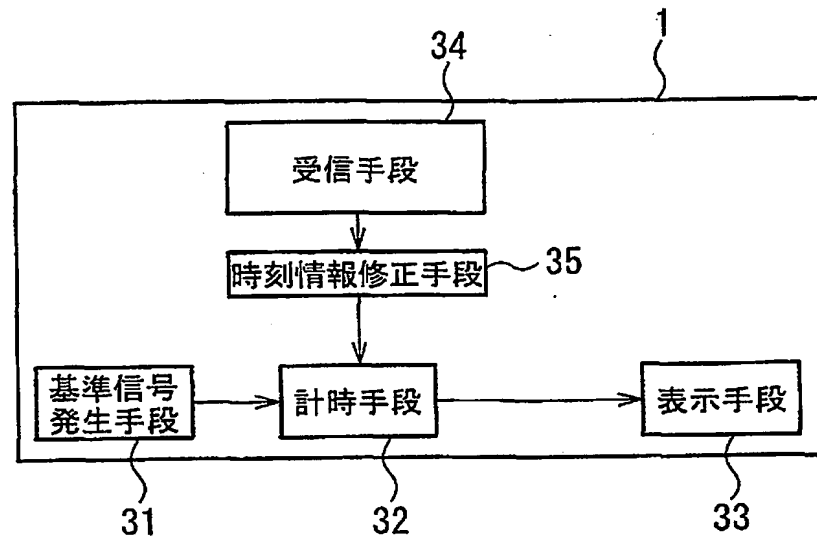 1
34
受信手段
時刻情報修正手段
35
基準信号
発生手段
計時手段
表示手段
31
32
33